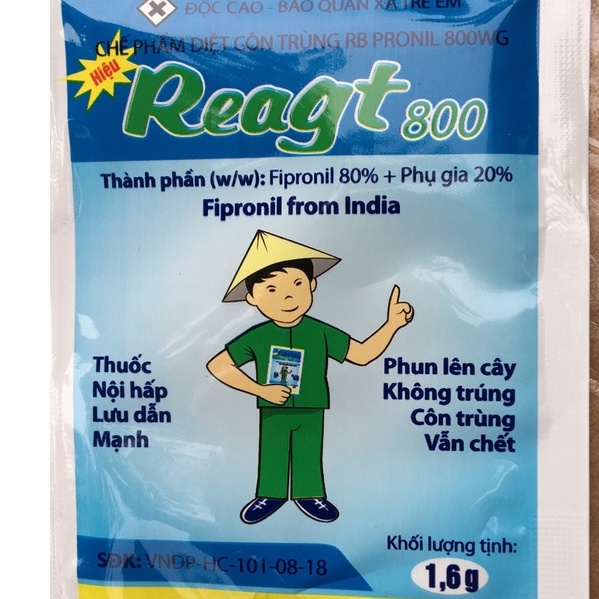 ĐỘC CAO - BẢO QUẢN XA TRẺ EM
CHẾ PHẨM DIỆT CÔN TRÙNG RB PRONIL 800WG
Hiệu
Reagt 800
Thành phần (w/w): Fipronil 80% + Phụ gia 20%
Fipronil from India
Thuốc
Nội hấp
Lưu dẫn
Mạnh
Phun lên cây
Không trúng
Côn trùng
Vẫn chết
SĐK: VNDP-HC-101-08-18
Khối lượng tịnh:
1,6g